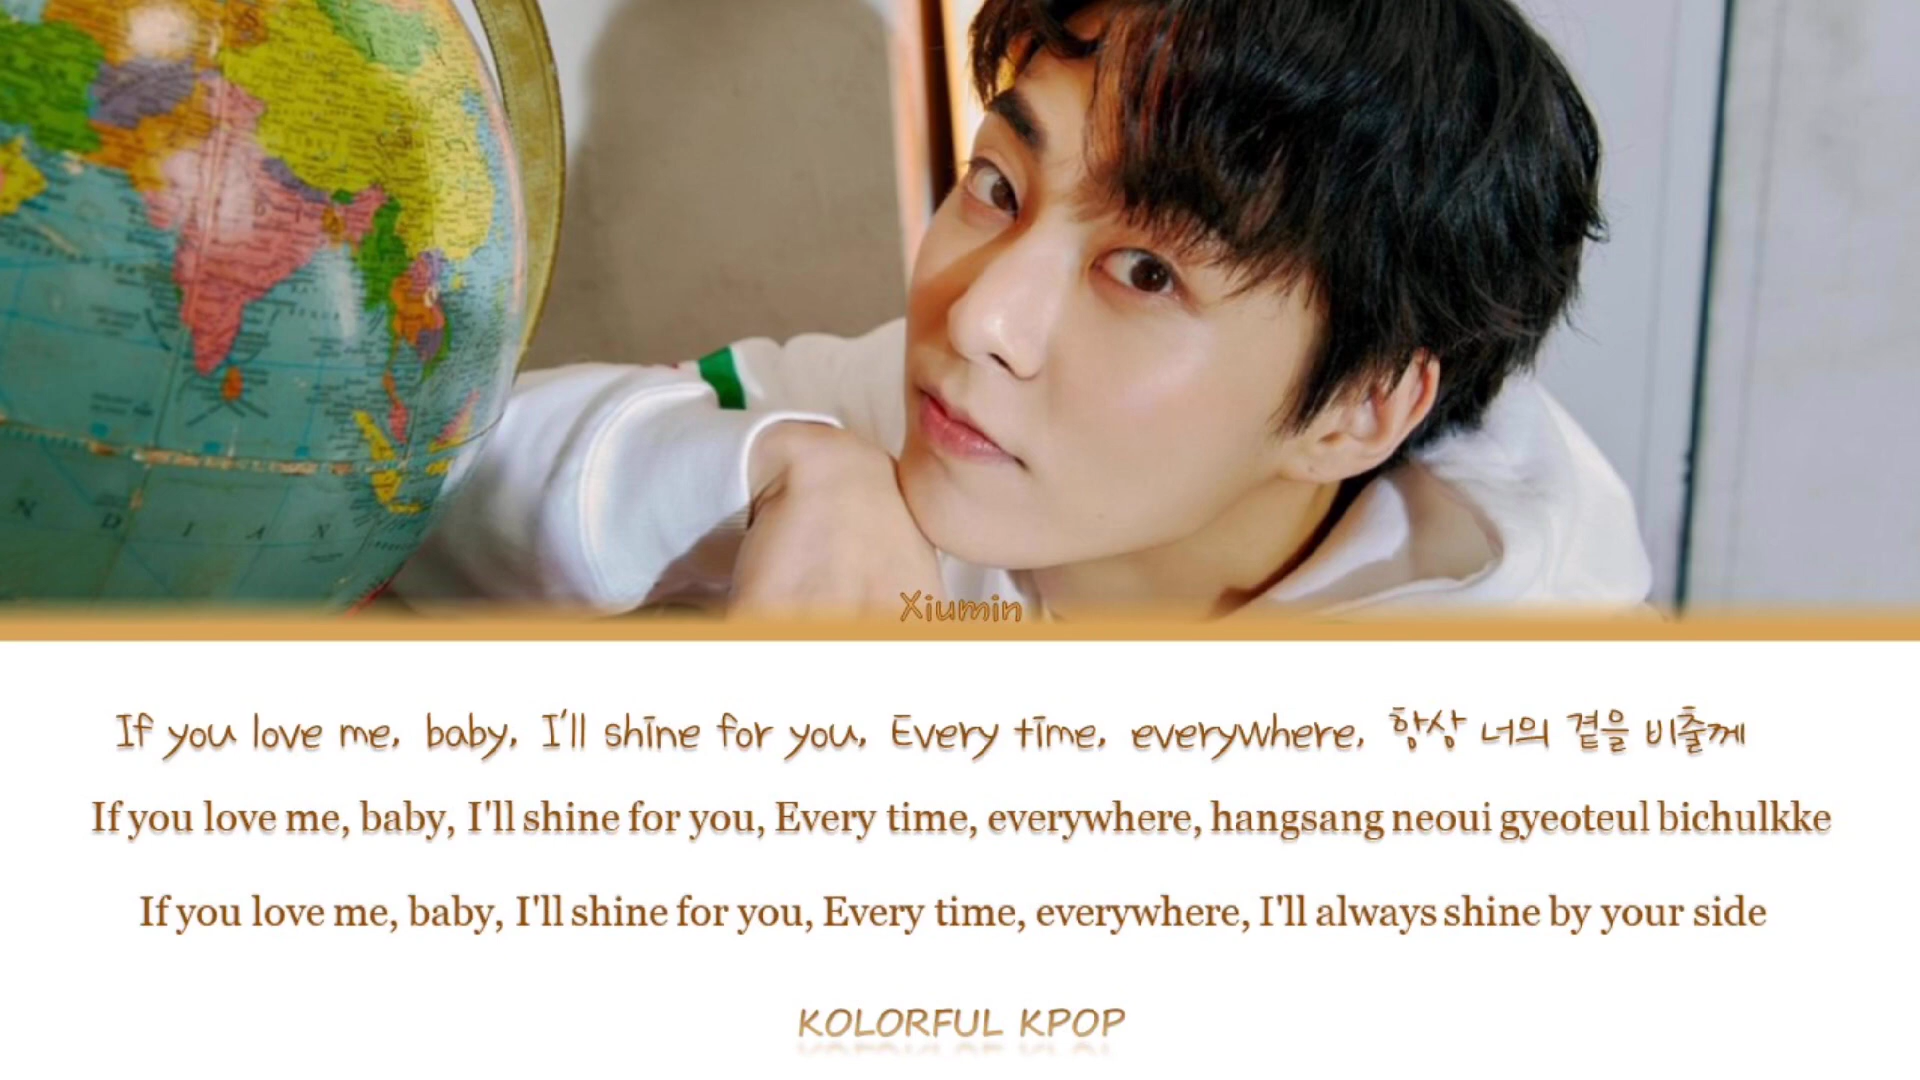 N D I A N
Xiumin
If you love me, baby, I'll shine for you, Every time, everywhere, 항상 너의 곁을 비출께
If you love me, baby, I'll shine for you, Every time, everywhere, hangsang neoui gyeoteul bichulkke
If you love me, baby, I'll shine for you, Every time, everywhere, I'll always shine by your side
KOLORFUL KPOP